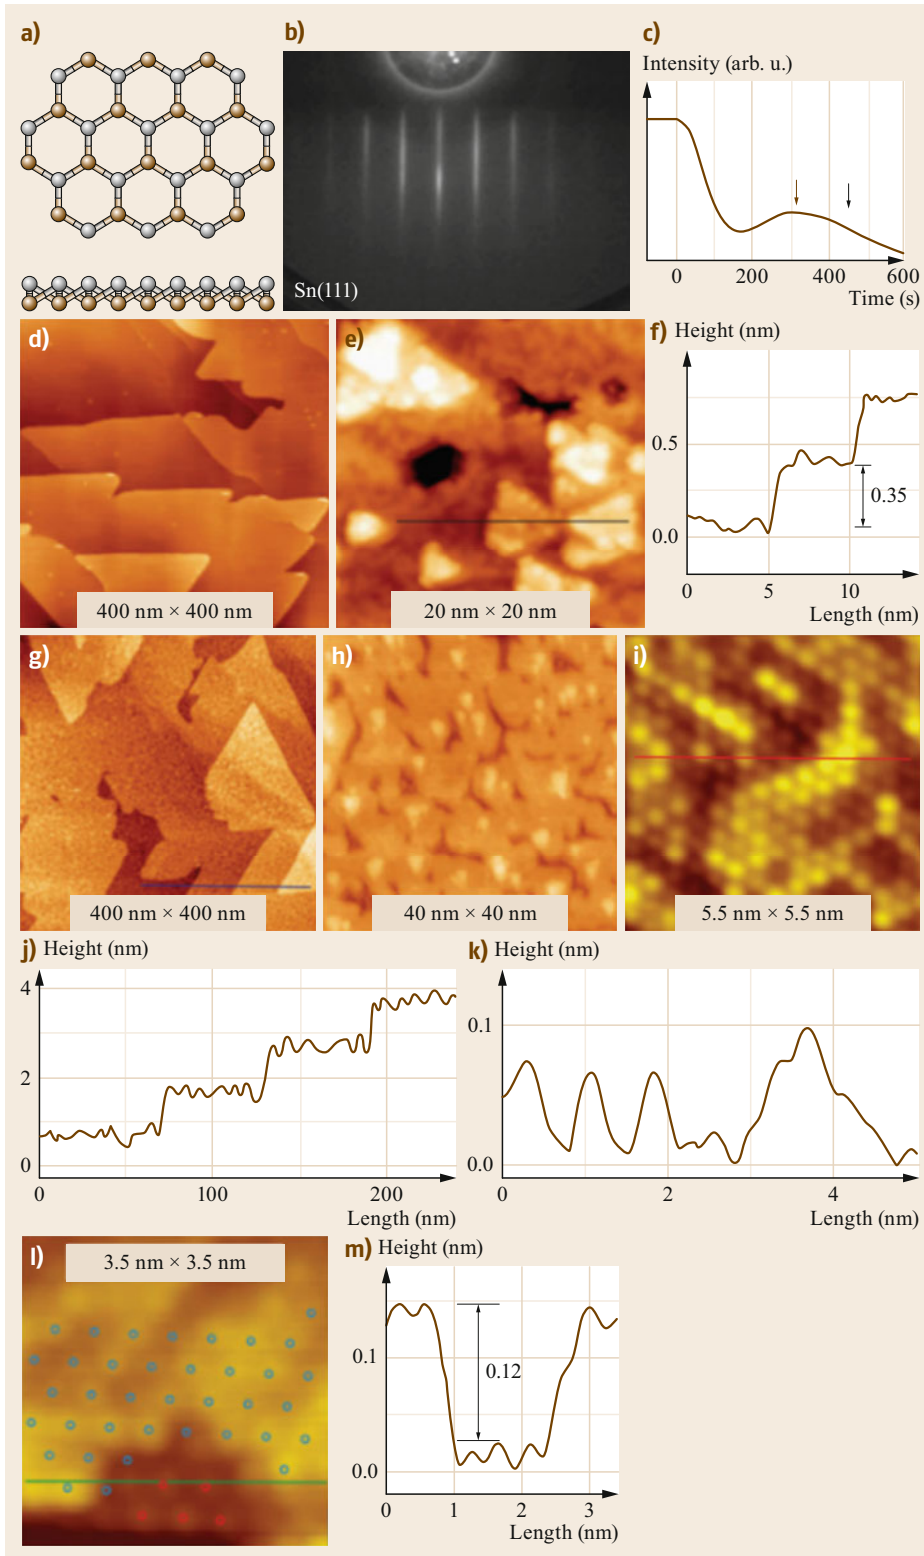 a)
b)
Sn(111)
c)
Intensity (arb. u.)
0
200
400
600
Time (s)
d)
400 nm × 400 nm
e)
20 nm × 20 nm
f) Height (nm)
0.5
0.35
0.0
0
5
10
Length (nm)
g)
400 nm × 400 nm
h)
40 nm × 40 nm
i)
5.5 nm × 5.5 nm
j) Height (nm)
4
2
0
0
100
200
Length (nm)
k) Height (nm)
0.1
0.0
0
2
4
Length (nm)
l)
3.5 nm × 3.5 nm
m) Height (nm)
0.1
0.12
0.0
0
1
2
3
Length (nm)